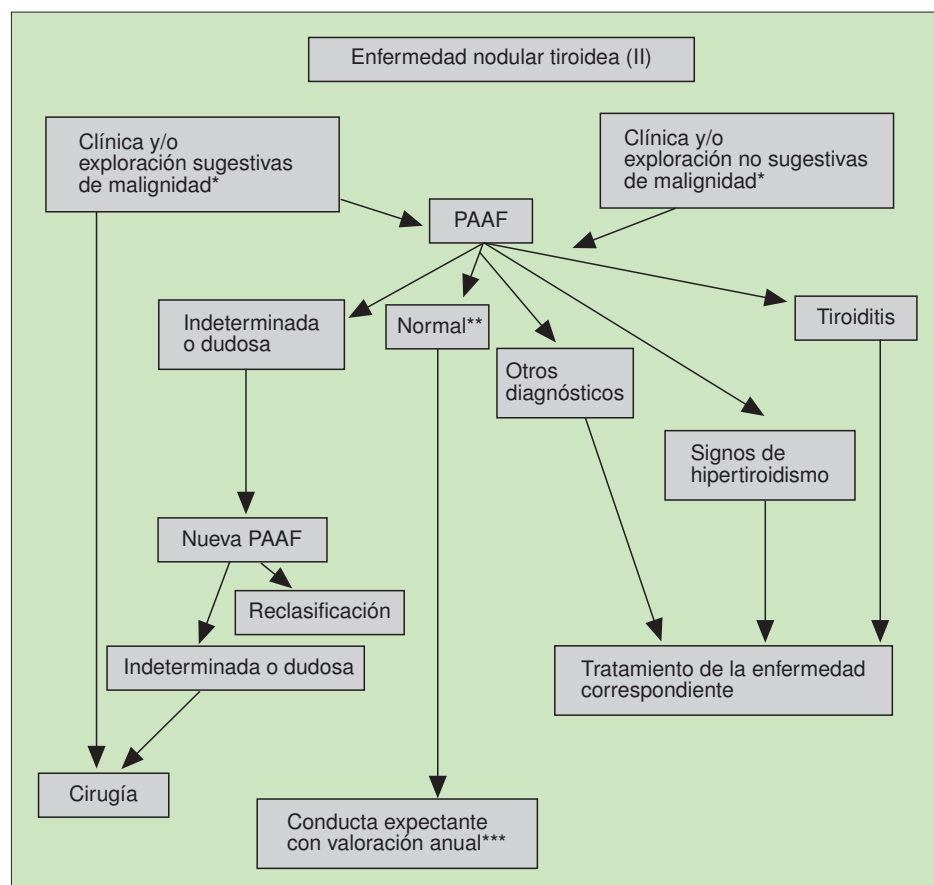 Enfermedad nodular tiroidea (II)
Clínica y/o
exploración sugestivas
de malignidad*
Clínica y/o
exploración no sugestivas
de malignidad*
PAAF
Indeterminada
o dudosa
Normal**
Tiroiditis
Otros
diagnósticos
Signos de
hipertiroidismo
Nueva PAAF
Reclasificación
Indeterminada o dudosa
Tratamiento de la enfermedad
correspondiente
Cirugía
Conducta expectante
con valoración anual***